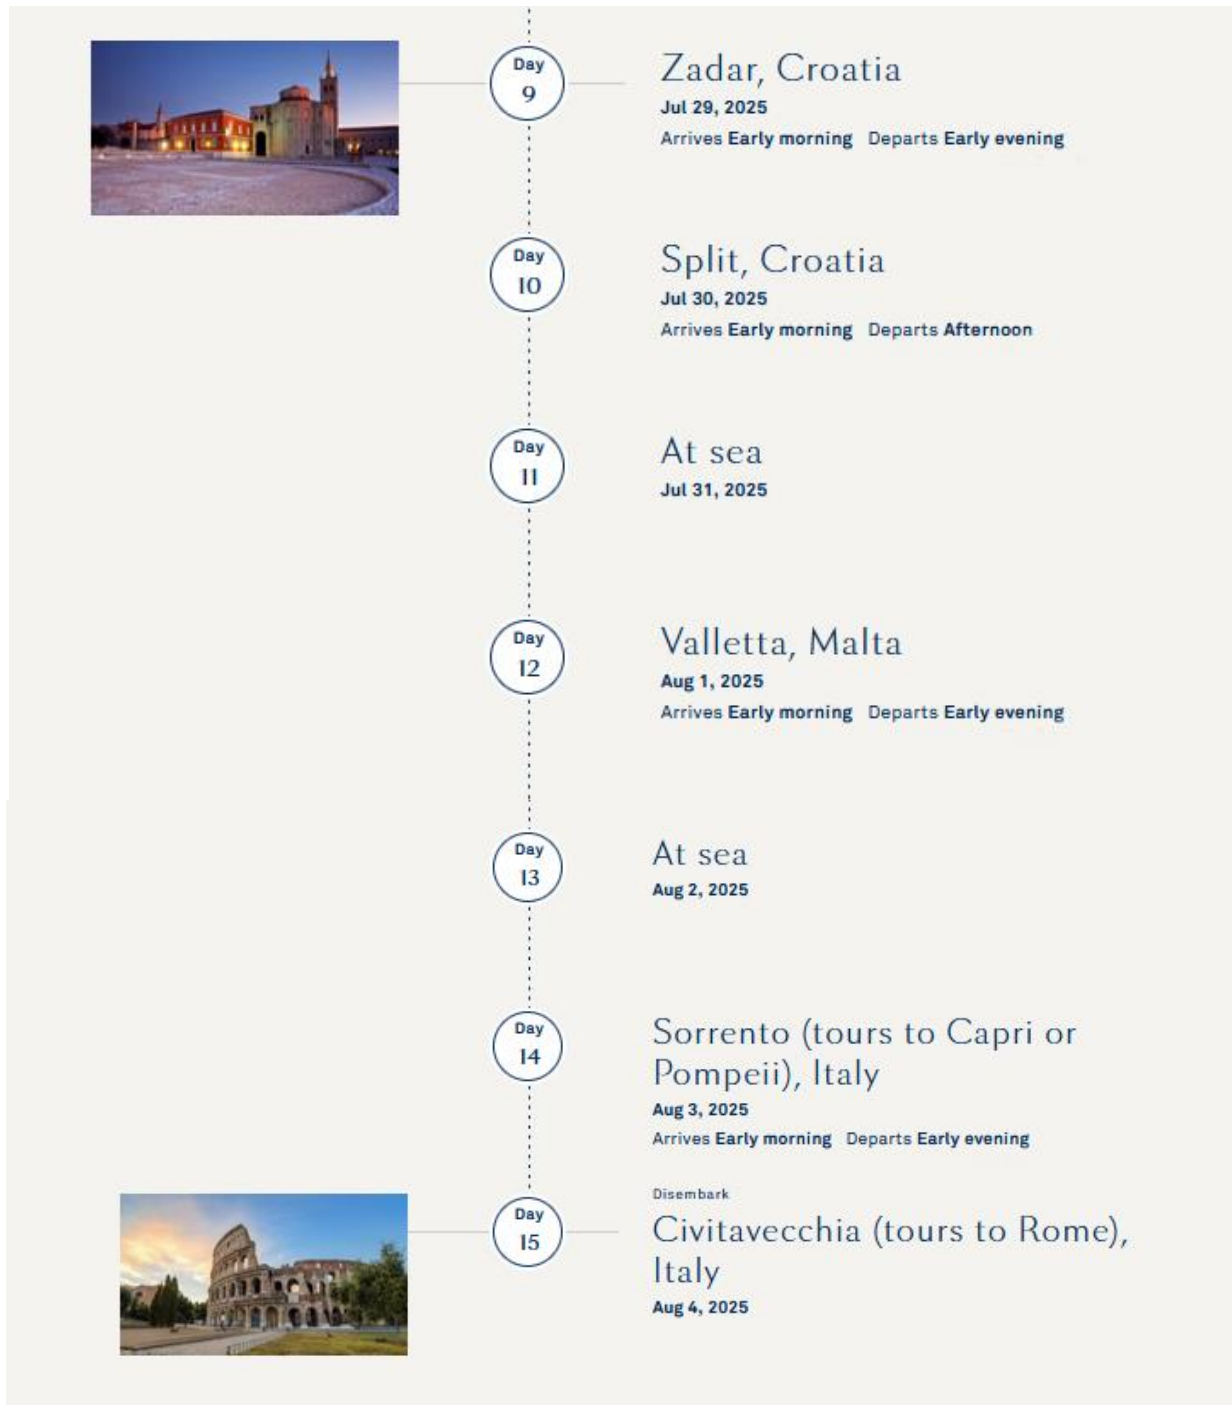 Day
9
Zadar, Croatia
Jul 29, 2025
Arrives Early morning Departs Early evening
Day
10
Split, Croatia
Jul 30, 2025
Arrives Early morning Departs Afternoon
Day
11
At sea
Jul 31, 2025
Day
12
Valletta, Malta
Aug 1, 2025
Arrives Early morning Departs Early evening
Day
13
At sea
Aug 2, 2025
Day
14
Sorrento (tours to Capri or
Pompeii), Italy
Aug 3, 2025
Arrives Early morning Departs Early evening
Day
15
Disembark
Civitavecchia (tours to Rome),
Italy
Aug 4, 2025